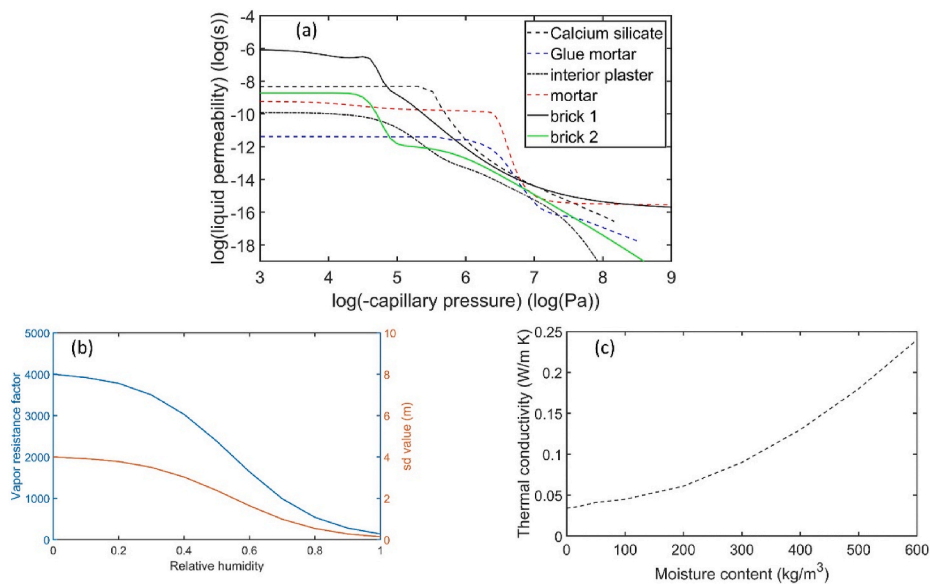 (a)
log(liquid permeability) (log(s))
-4
-6
-8
-10
-12
-14
-16
-18
3 4 5 6 7 8 9
log(-capillary pressure) (log(Pa))
Calcium silicate
Glue mortar
interior plaster
mortar
brick 1
brick 2
(b)
Vapor resistance factor
5000
4000
3000
2000
1000
0
0 0.2 0.4 0.6 0.8 1
Relative humidity
10
8
6
4
2
0
sd value (m)
(c)
Thermal conductivity (W/m K)
0.25
0.2
0.15
0.1
0.05
0
0 100 200 300 400 500 600
Moisture content (kg/m³)